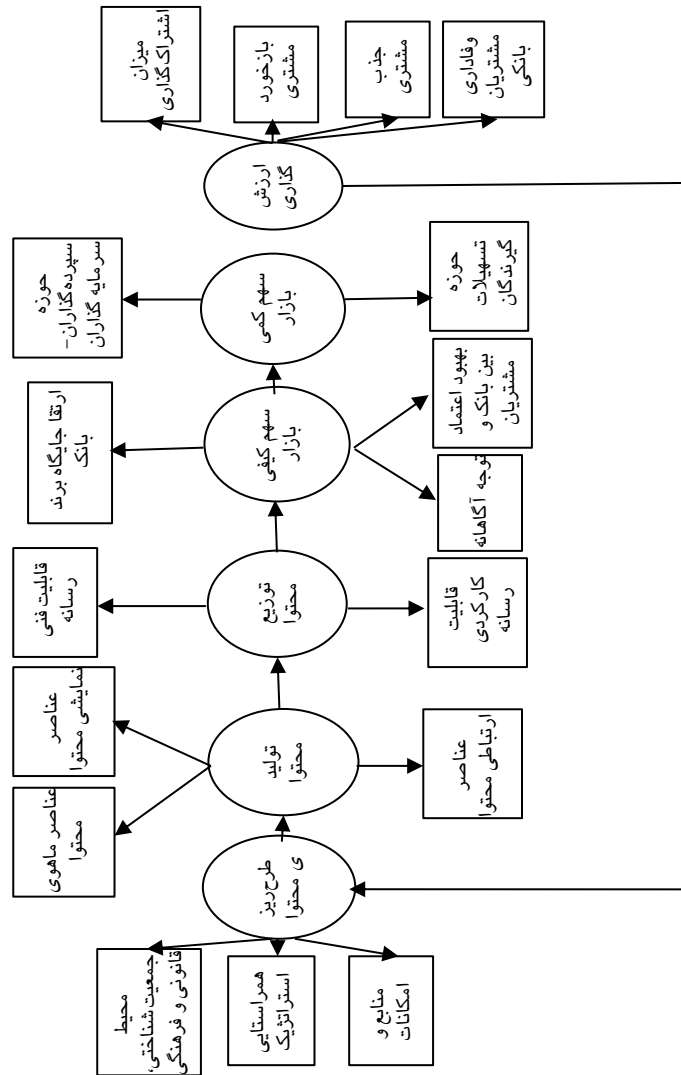 میزان
اشتراک‌گذاری
بازخورد
مشتری
جذب
مشتری
وفاداری
مشتریان
بانکی
ارزش
گذاری
حوزه
سپرده‌گذاران-
سرمایه گذاران
سهم کمی
بازار
حوزه
تسهیلات
گیرندگان
ارتقا جایگاه برند
بانک
سهم کیفی
بازار
بهبود اعتماد
بین بانک و
مشتریان
توجه آگاهانه
قابلیت فنی
رسانه
توزیع
محتوا
قابلیت
کارکردی
رسانه
عناصر
نمایشی محتوا
عناصر ماهوی
محتوا
تولید
محتوا
عناصر
ارتباطی محتوا
طرح‌ریز
ی محتوا
محیط
جمعیت شناختی،
قانونی و فرهنگی
همراستایی
استراتژیک
منابع و
امکانات